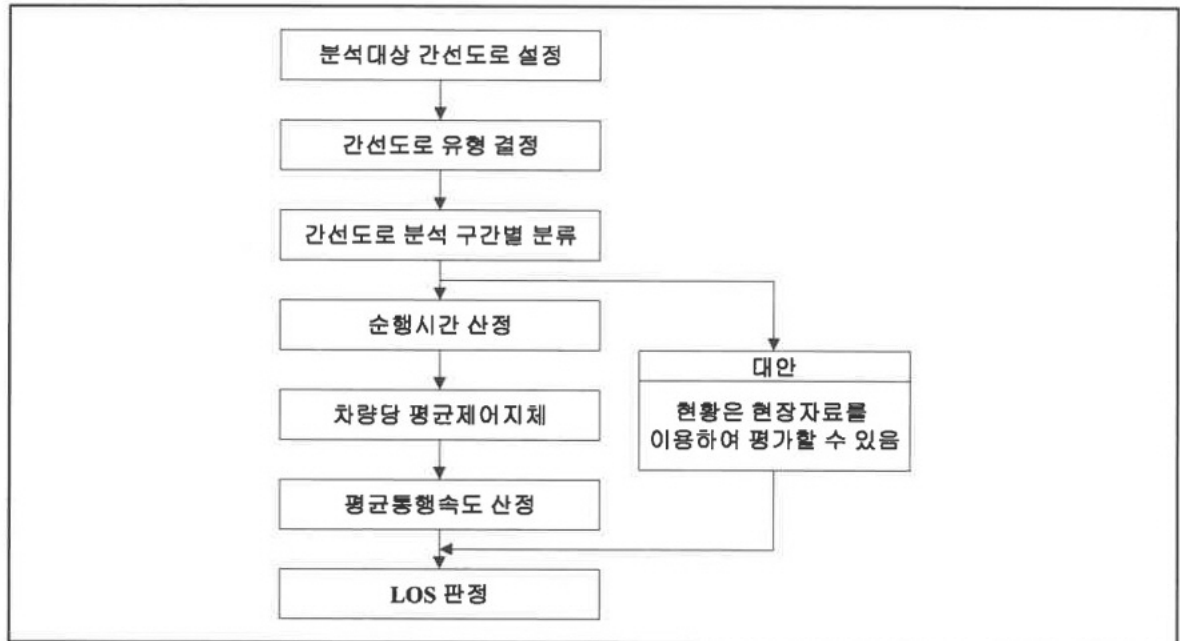 분석대상 간선도로 설정
간선도로 유형 결정
간선도로 분석 구간별 분류
순행시간 산정
차량당 평균제어지체
평균통행속도 산정
대안
현황은 현장자료를
이용하여 평가할 수 있음
LOS 판정